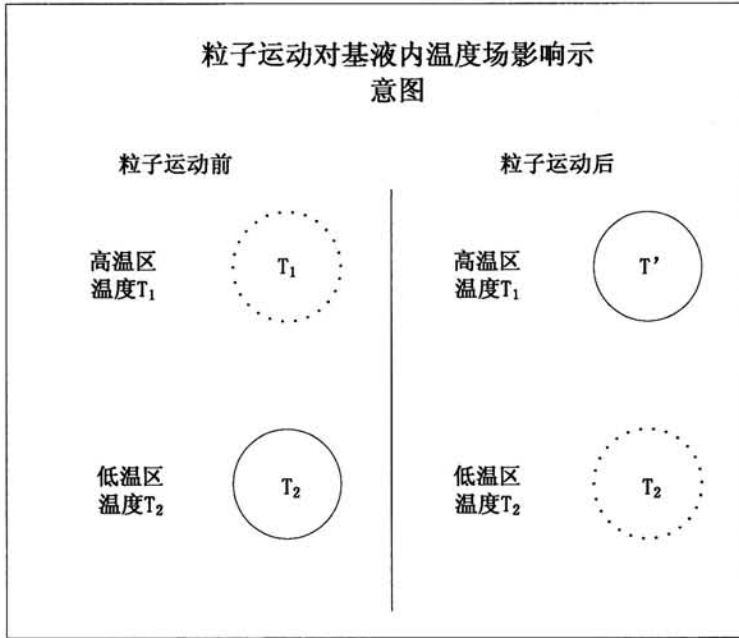 粒子运动对基液内温度场影响示
意图
粒子运动前
粒子运动后
高温区
温度T₁
T₁
高温区
温度T₁
T'
低温区
温度T₂
T₂
低温区
温度T₂
T₂